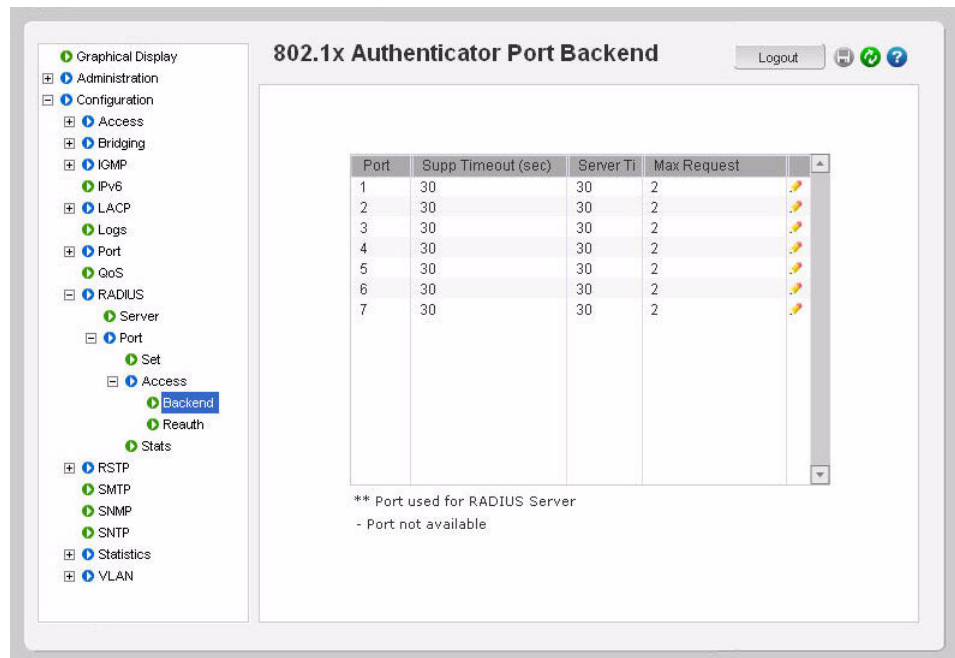 802.1x Authenticator Port Backend
Logout
Graphical Display
Administration
Configuration
Access
Bridging
IGMP
IPv6
LACP
Logs
Port
QoS
RADIUS
Server
Port
Set
Access
Backend
Reauth
Stats
RSTP
SMTP
SNMP
SNTP
Statistics
VLAN
Port Supp Timeout (sec) Server Ti Max Request
1 30 30 2
2 30 30 2
3 30 30 2
4 30 30 2
5 30 30 2
6 30 30 2
7 30 30 2
** Port used for RADIUS Server
- Port not available